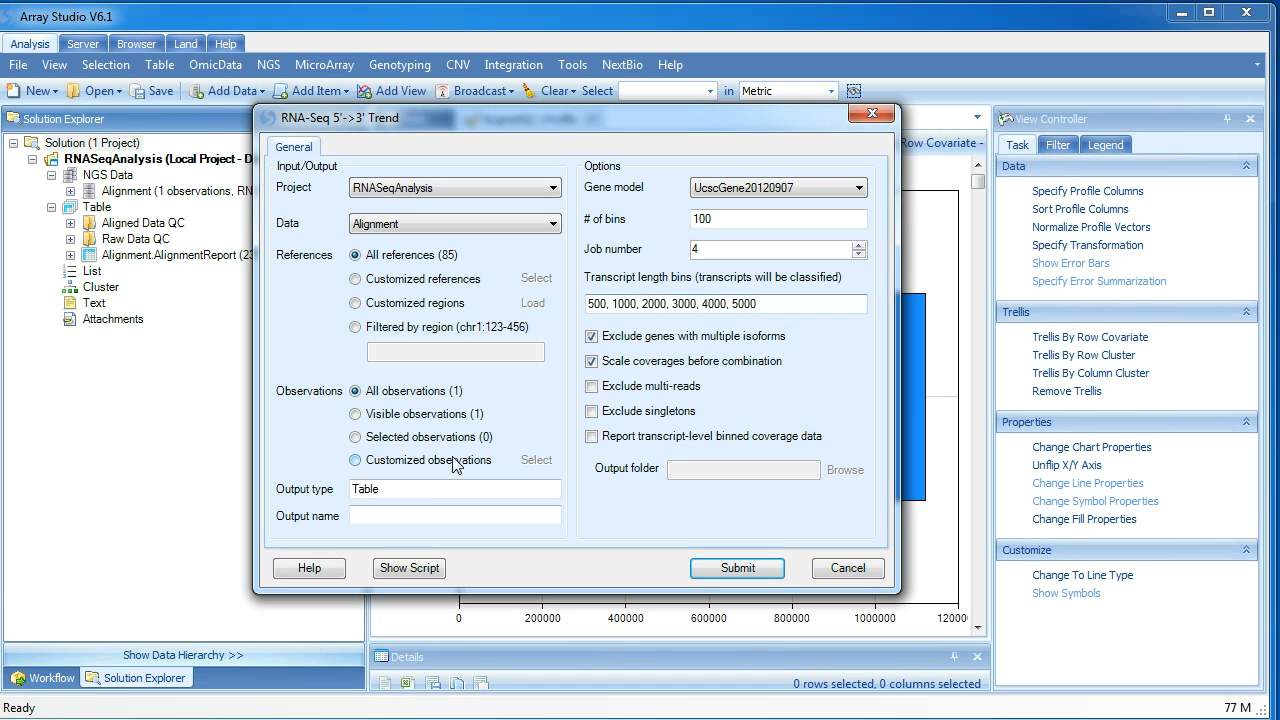 Array Studio V6.1
Analysis Server Browser Land Help
File View Selection Table OmicData NGS MicroArray Genotyping CNV Integration Tools NextBio Help
New Open Save Add Data Add Item Add View Broadcast Clear Select in Metric
Solution Explorer
Solution (1 Project)
RNASeqAnalysis (Local Project - D
NGS Data
Alignment (1 observations, RN
Table
Aligned Data QC
Raw Data QC
Alignment.AlignmentReport (23
List
Cluster
Text
Attachments
Show Data Hierarchy >>
Workflow Solution Explorer
RNA-Seq 5'->3' Trend
General
Input/Output
Project RNASeqAnalysis
Data Alignment
References All references (85)
Customized references Select
Customized regions Load
Filtered by region (chr1:123-456)
Observations All observations (1)
Visible observations (1)
Selected observations (0)
Customized observations Select
Output type Table
Output name
Options
Gene model UcscGene20120907
# of bins 100
Job number 4
Transcript length bins (transcripts will be classified)
500, 1000, 2000, 3000, 4000, 5000
Exclude genes with multiple isoforms
Scale coverages before combination
Exclude multi-reads
Exclude singletons
Report transcript-level binned coverage data
Output folder Browse
Help Show Script Submit Cancel
Row Covariate -
0 200000 400000 600000 800000 1000000 12000
Details
0 rows selected, 0 columns selected
View Controller
Task Filter Legend
Data
Specify Profile Columns
Sort Profile Columns
Normalize Profile Vectors
Specify Transformation
Show Error Bars
Specify Error Summarization
Trellis
Trellis By Row Covariate
Trellis By Row Cluster
Trellis By Column Cluster
Remove Trellis
Properties
Change Chart Properties
Unflip X/Y Axis
Change Line Properties
Change Symbol Properties
Change Fill Properties
Customize
Change To Line Type
Show Symbols
Ready
77 M